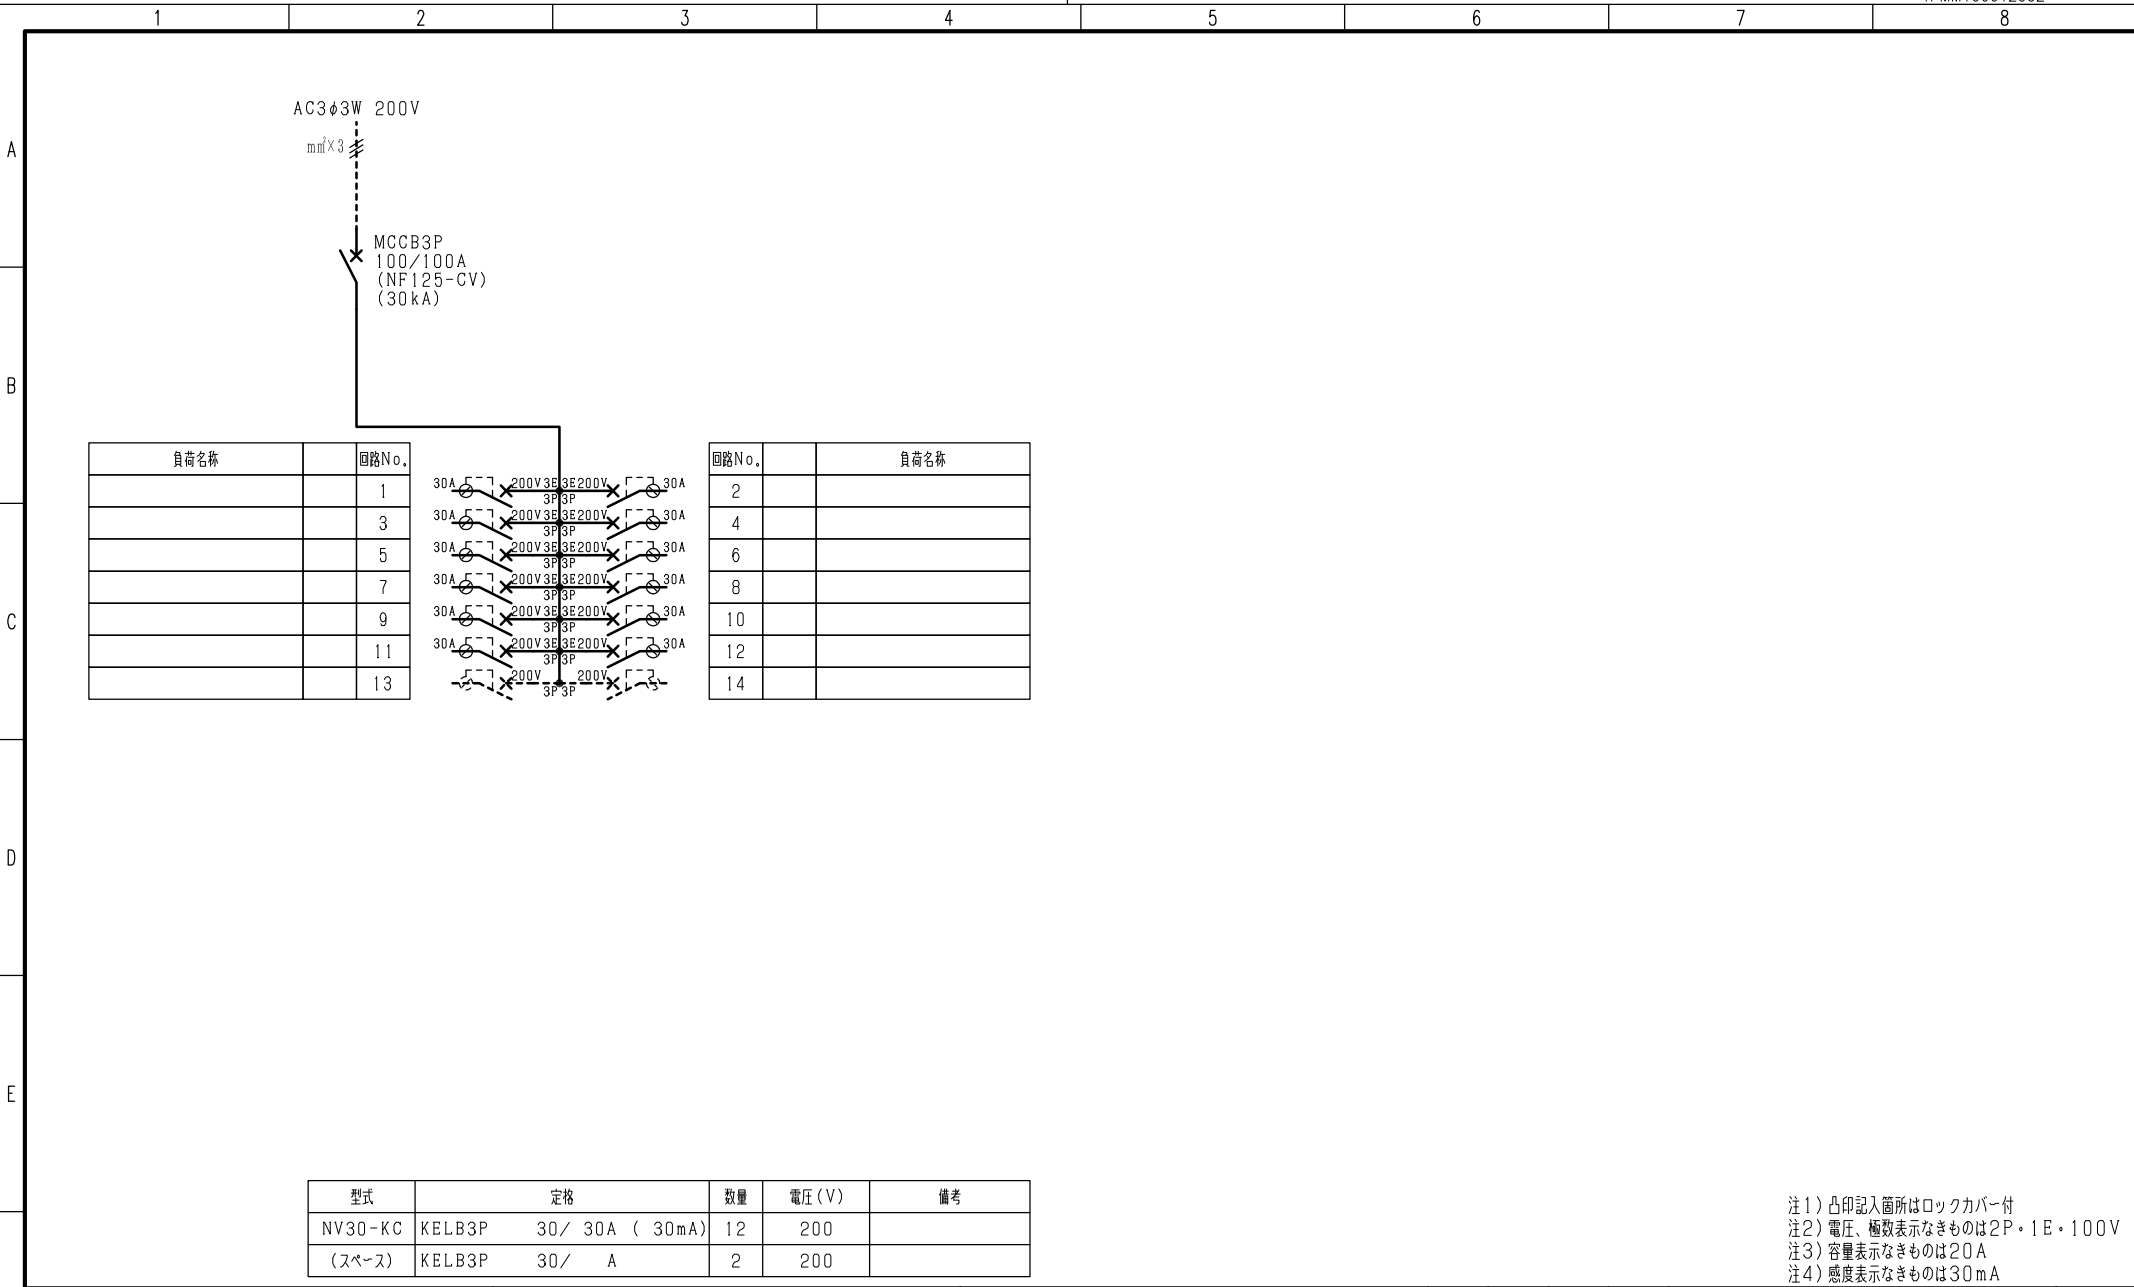 1 2 3 4 5 6 7 8
A
B
C
D
E
AC3φ3W 200V
mm²×3
MCCB3P
100/100A
(NF125-CV)
(30kA)
負荷名称 回路No. 回路No. 負荷名称
1 30A 200V 3E 3E 200V 30A 2
3P 3P
3 30A 200V 3E 3E 200V 30A 4
3P 3P
5 30A 200V 3E 3E 200V 30A 6
3P 3P
7 30A 200V 3E 3E 200V 30A 8
3P 3P
9 30A 200V 3E 3E 200V 30A 10
3P 3P
11 30A 200V 3E 3E 200V 30A 12
3P 3P
13 200V 200V 14
3P 3P
型式 定格 数量 電圧(V) 備考
NV30-KC KELB3P 30/ 30A ( 30mA) 12 200
(スペース) KELB3P 30/ A 2 200
注1)凸印記入箇所はロックカバー付
注2)電圧、極数表示なきものは2P・1E・100V
注3)容量表示なきものは20A
注4)感度表示なきものは30mA